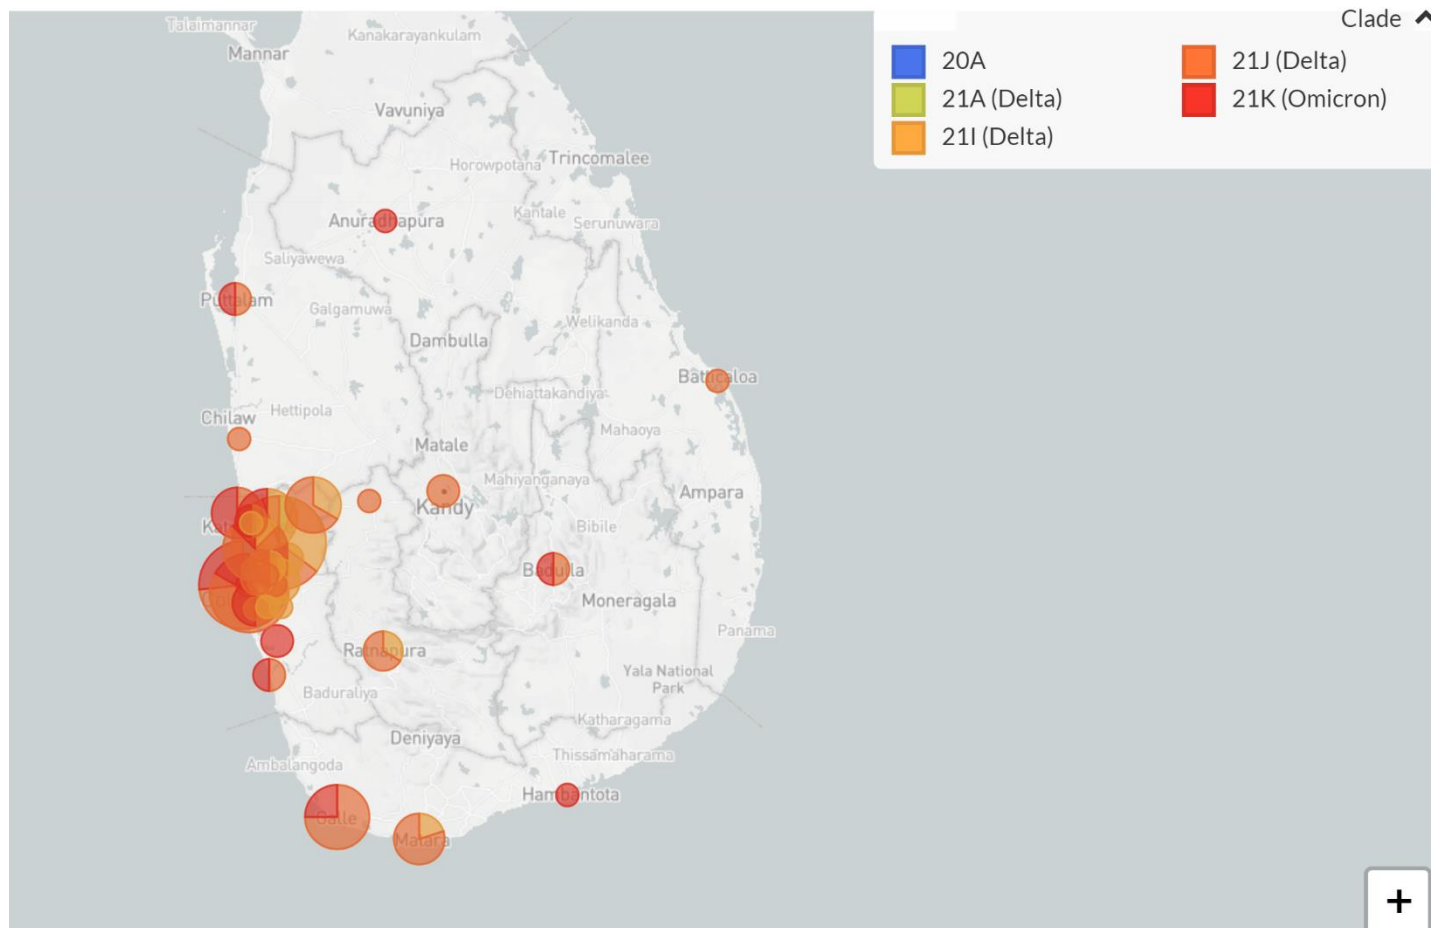 Clade
20A
21J (Delta)
21A (Delta)
21K (Omicron)
21I (Delta)
Talaimannar
Kanakarayankulam
Mannar
Vavuniya
Horowpotana
Trincomalee
Anuradhapura
Kantale
Serunuwara
Saliyawewa
Puttalam
Galgamuwa
Welikanda
Dambulla
Batticaloa
Dehiattakandiya
Chilaw
Hettipola
Mahaoya
Matale
Mahiyanganaya
Ampara
Kandy
Bibile
Badulla
Moneragala
Panama
Ratnapura
Yala National
Park
Baduraliya
Katharagama
Deniyaya
Thissamaharama
Ambalangoda
Hambantota
Galle
Matara
+